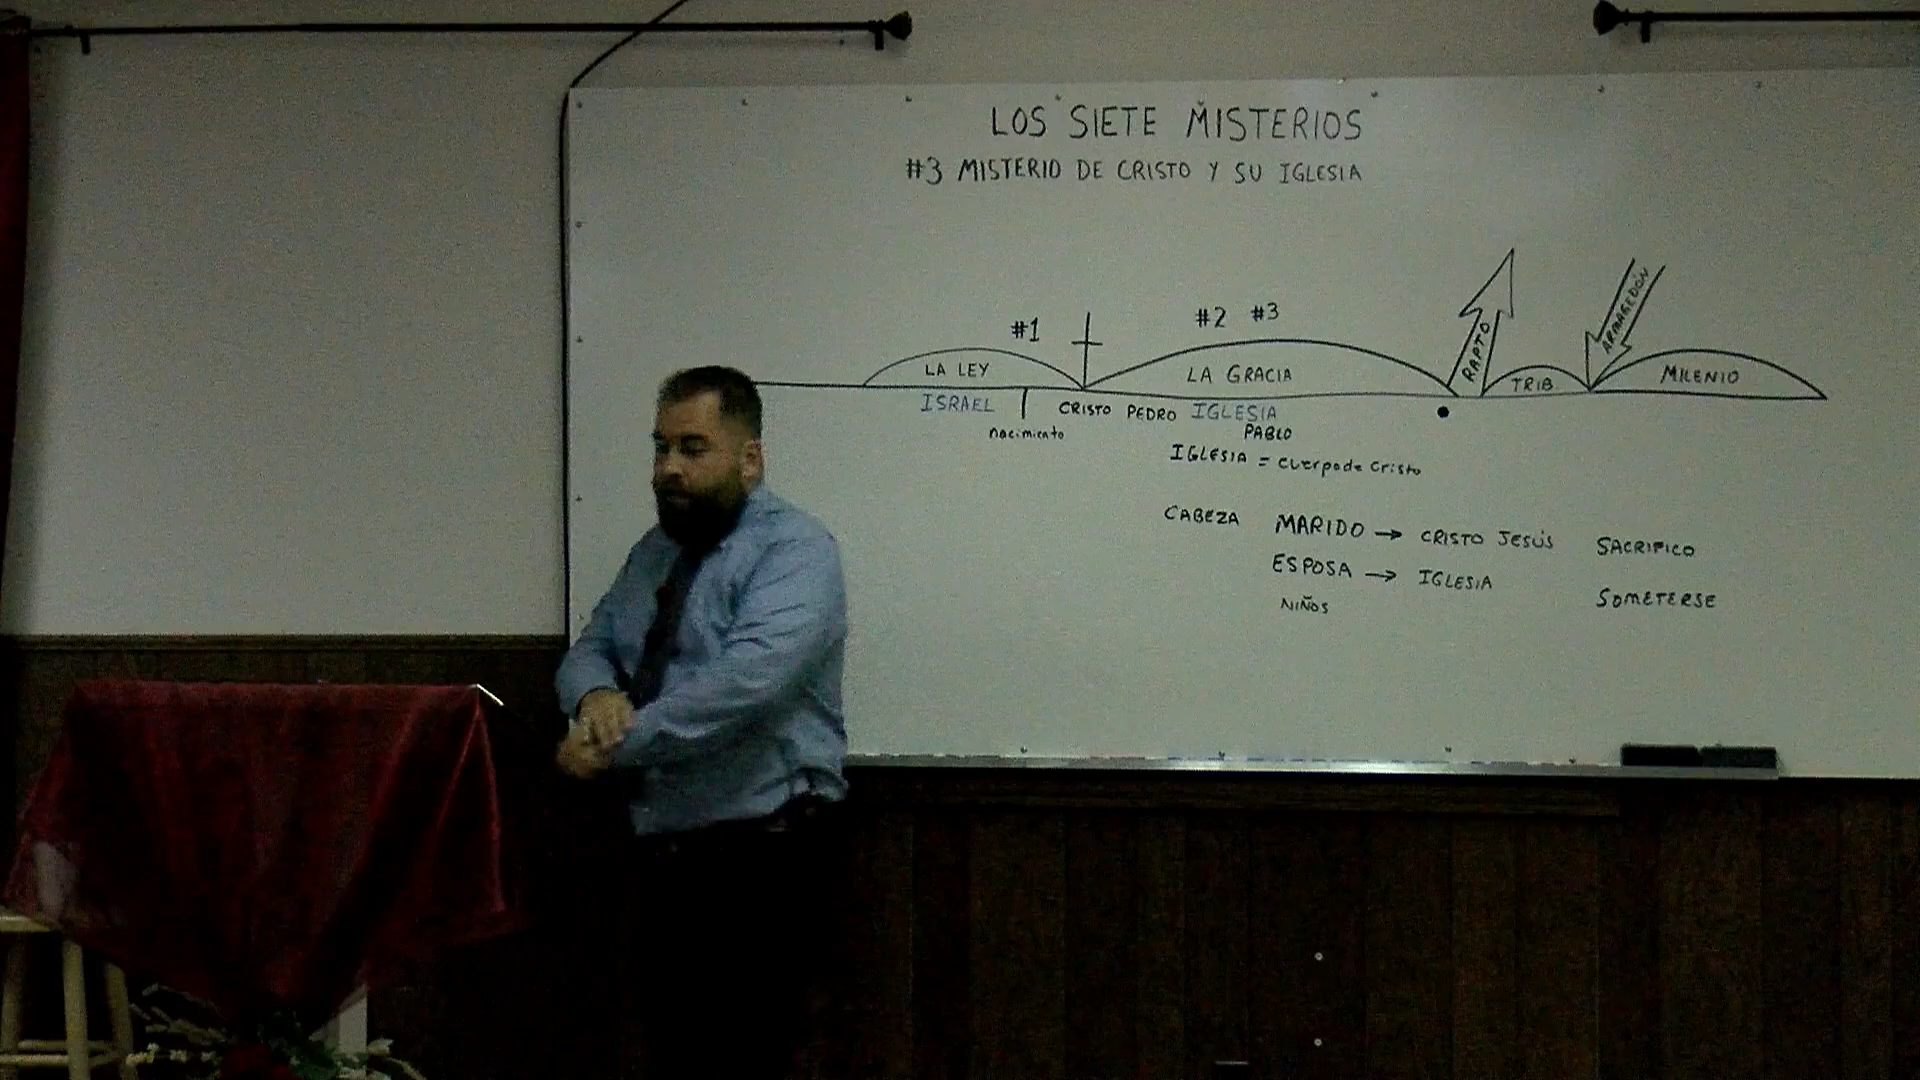 LOS SIETE MISTERIOS
#3 MISTERIO DE CRISTO Y SU IGLESIA
#1 #2 #3
LA LEY LA GRACIA RAPTO TRIB ARMAGEDÓN MILENIO
ISRAEL CRISTO PEDRO IGLESIA
nacimiento PABLO
IGLESIA = cuerpo de Cristo
CABEZA MARIDO → CRISTO JESÚS SACRIFICO
ESPOSA → IGLESIA SOMETERSE
NIÑOS